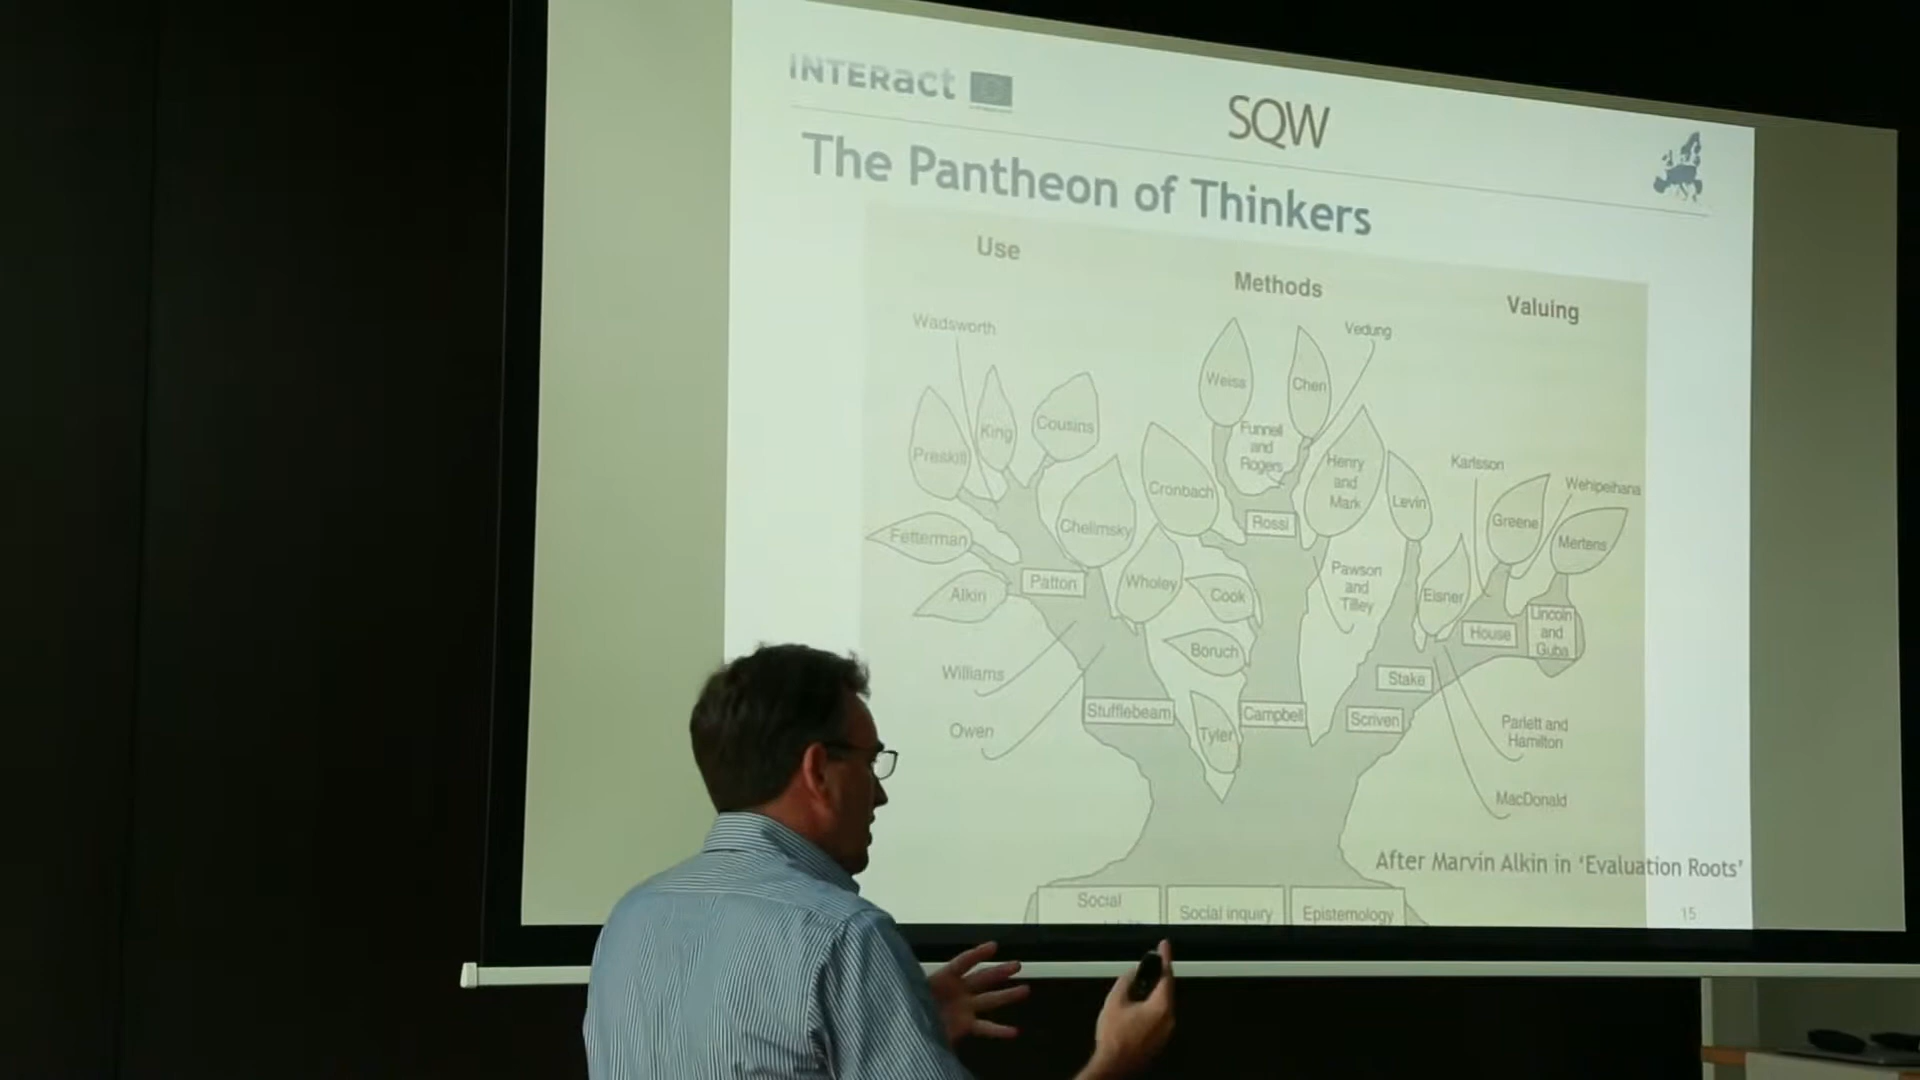 INTERact
SQW
The Pantheon of Thinkers
Use
Methods
Valuing
Wadsworth
Vedung
Weiss
Chen
King
Cousins
Preskill
Funnell
and
Rogers
Henry
and
Mark
Karlsson
Wehipeihana
Cronbach
Levin
Greene
Mertens
Chelimsky
Rossi
Fetterman
Patton
Wholey
Cook
Pawson
and
Tilley
Eisner
Alkin
House
Lincoln
and
Guba
Boruch
Williams
Stake
Stufflebeam
Campbell
Scriven
Owen
Tyler
Parlett and
Hamilton
MacDonald
After Marvin Alkin in ‘Evaluation Roots’
Social
Social inquiry
Epistemology
15